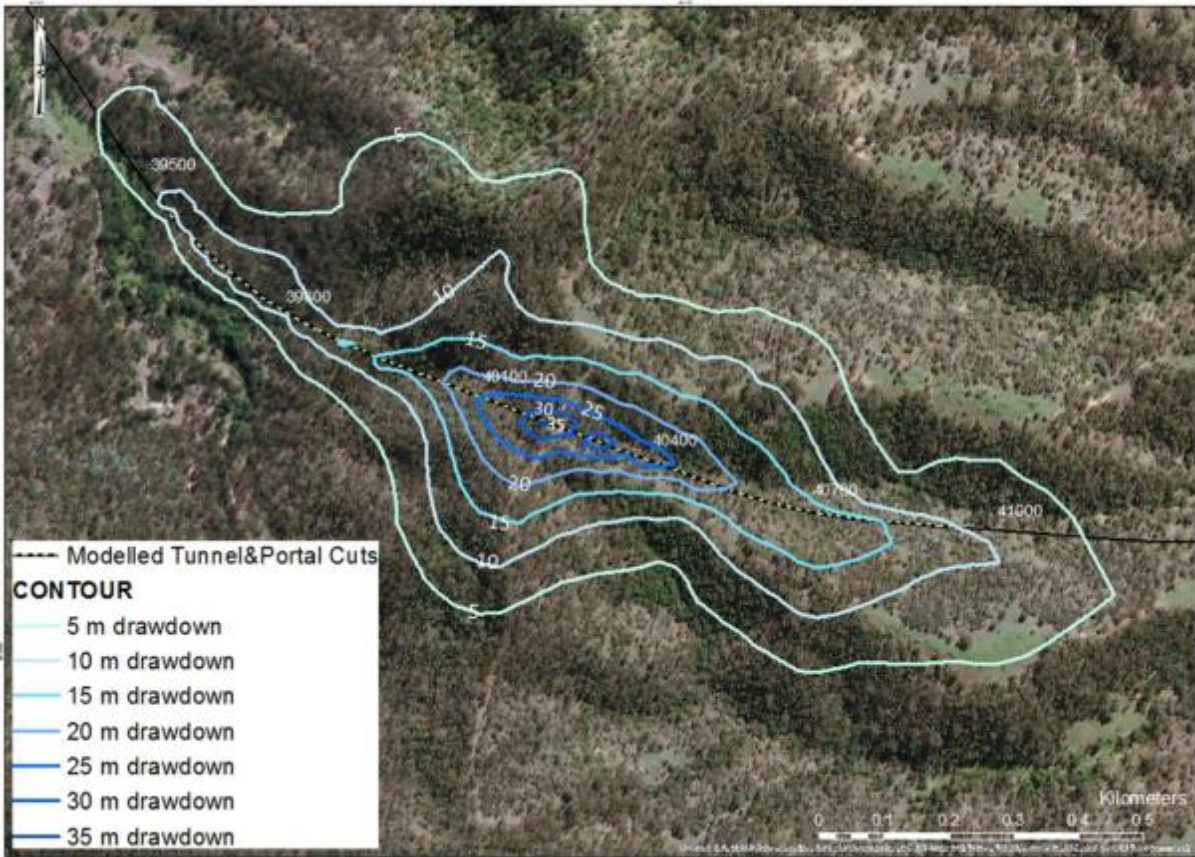 5
39500
10
39800
15
40100
20
30
25
35
40400
20
40700
15
41000
10
5
Modelled Tunnel&Portal Cuts
CONTOUR
5 m drawdown
10 m drawdown
15 m drawdown
20 m drawdown
25 m drawdown
30 m drawdown
35 m drawdown
Kilometers
0 0.1 0.2 0.3 0.4 0.5